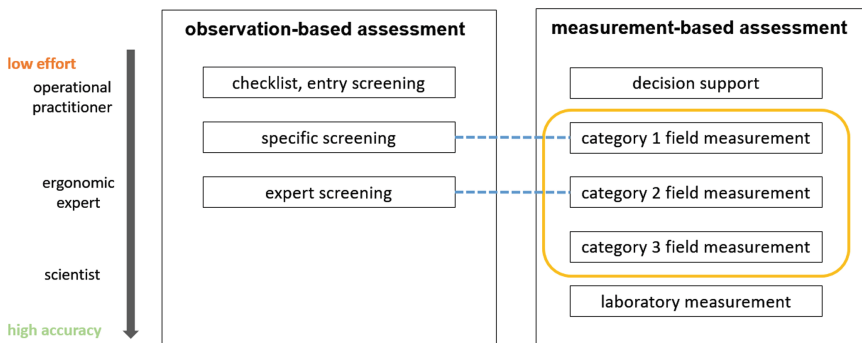 observation-based assessment
measurement-based assessment
low effort
operational
practitioner
ergonomic
expert
scientist
high accuracy
checklist, entry screening
specific screening
expert screening
decision support
category 1 field measurement
category 2 field measurement
category 3 field measurement
laboratory measurement